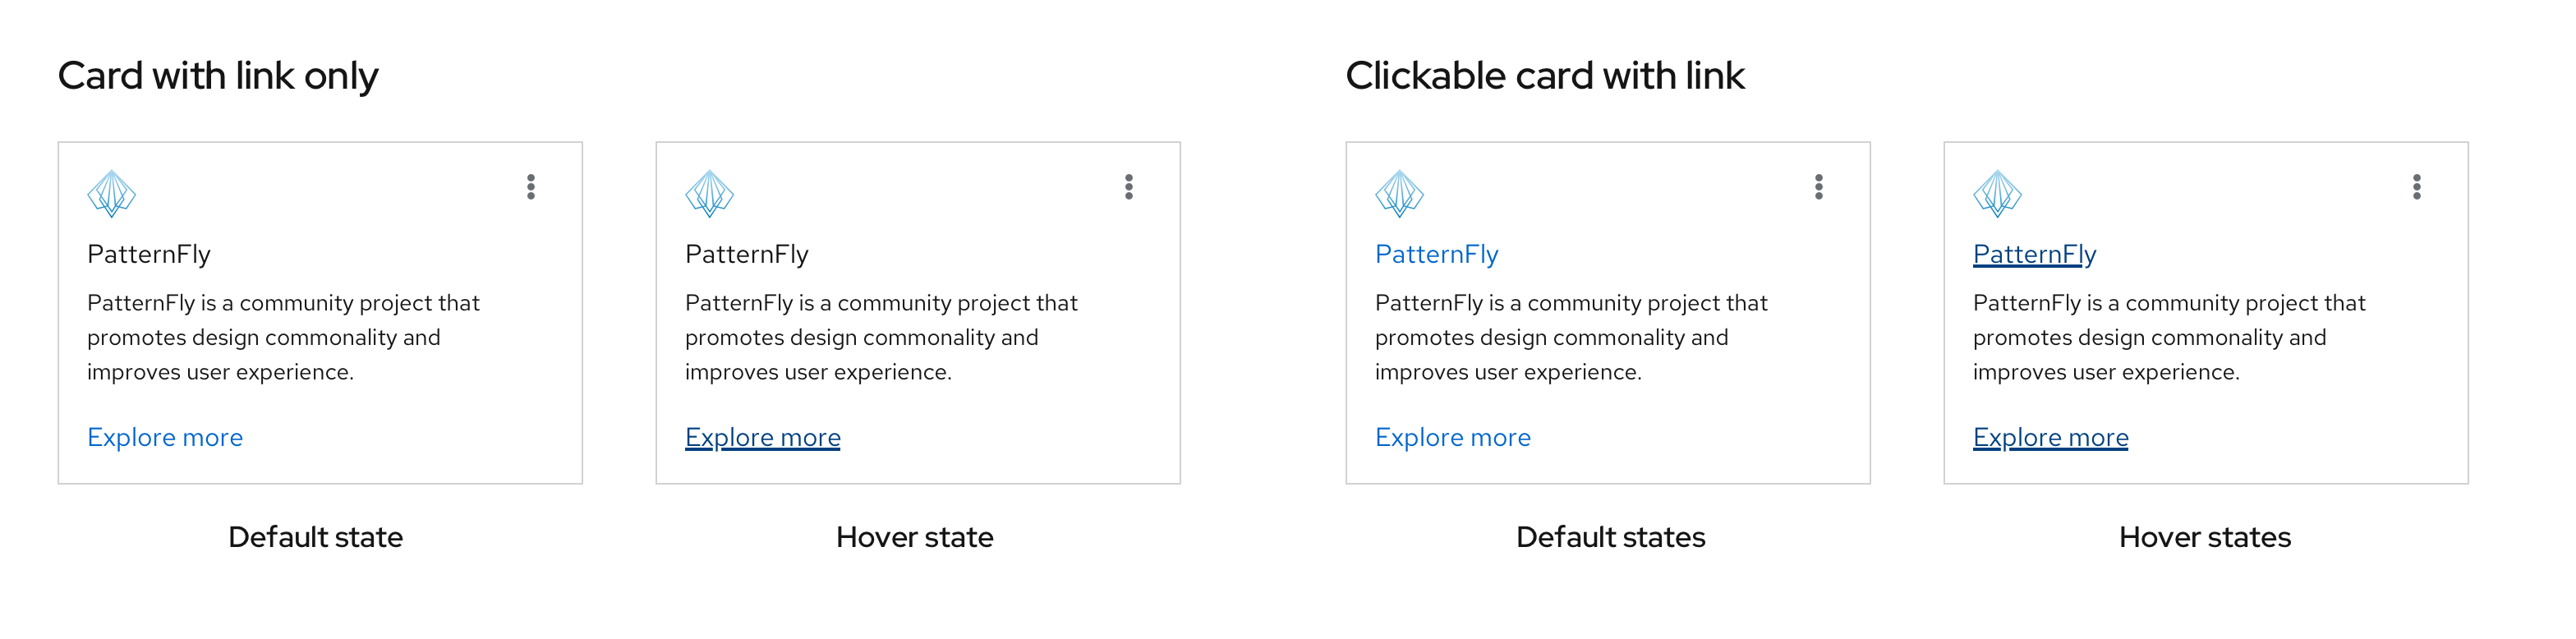 Card with link only
PatternFly
PatternFly is a community project that
promotes design commonality and
improves user experience.
Explore more
Default state
PatternFly
PatternFly is a community project that
promotes design commonality and
improves user experience.
Explore more
Hover state
Clickable card with link
PatternFly
PatternFly is a community project that
promotes design commonality and
improves user experience.
Explore more
Default states
PatternFly
PatternFly is a community project that
promotes design commonality and
improves user experience.
Explore more
Hover states